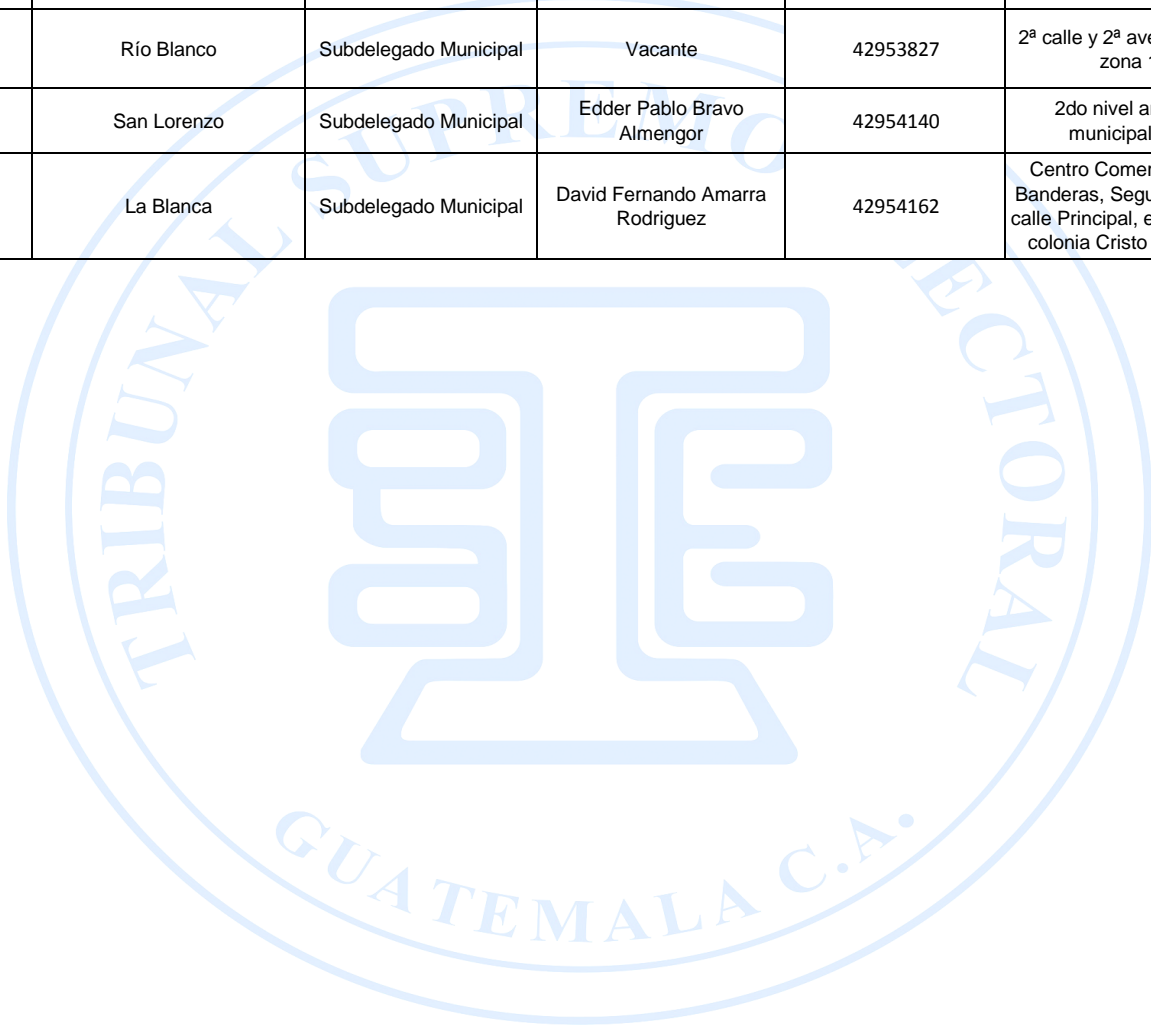 Río Blanco Subdelegado Municipal Vacante 42953827 2ª calle y 2ª
zona
San Lorenzo Subdelegado Municipal Edder Pablo Bravo
Almengor 42954140 2do nivel
municipal
La Blanca Subdelegado Municipal David Fernando Amarra
Rodriguez 42954162 Centro
Banderas,
calle Principal,
colonia Cristo
TRIBUNAL SUPREMO ELECTORAL
GUATEMALA C.A.